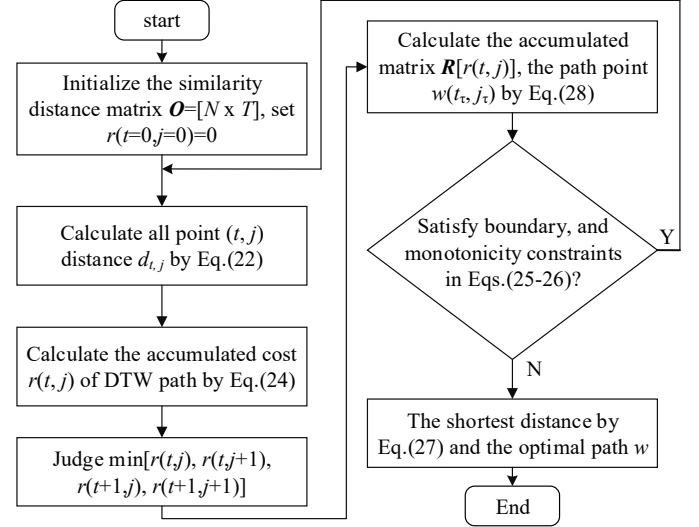 start
Initialize the similarity
distance matrix O=[N x T], set
r(t=0,j=0)=0
Calculate all point (t, j)
distance d_{t, j} by Eq.(22)
Calculate the accumulated cost
r(t, j) of DTW path by Eq.(24)
Judge min[r(t,j), r(t,j+1),
r(t+1,j), r(t+1,j+1)]
Calculate the accumulated
matrix R[r(t, j)], the path point
w(t_τ, j_τ) by Eq.(28)
Satisfy boundary, and
monotonicity constraints
in Eqs.(25-26)?
Y
N
The shortest distance by
Eq.(27) and the optimal path w
End